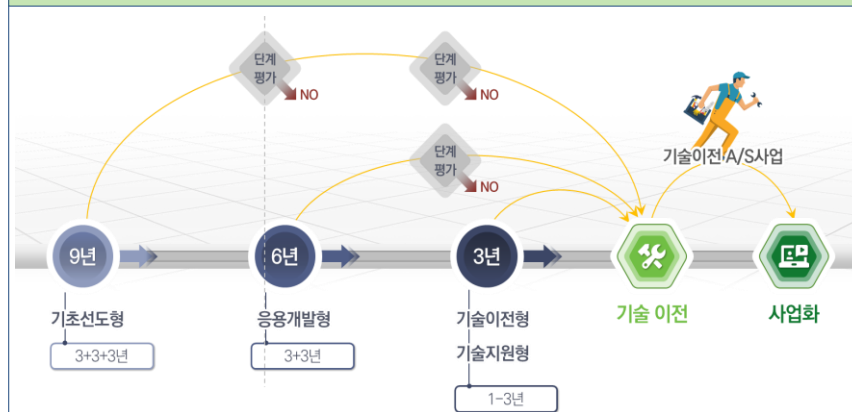 단계
평가
NO
단계
평가
NO
단계
평가
NO
기술이전 A/S사업
9년
6년
3년
기초선도형
3+3+3년
응용개발형
3+3년
기술이전형
기술지원형
1-3년
기술 이전
사업화